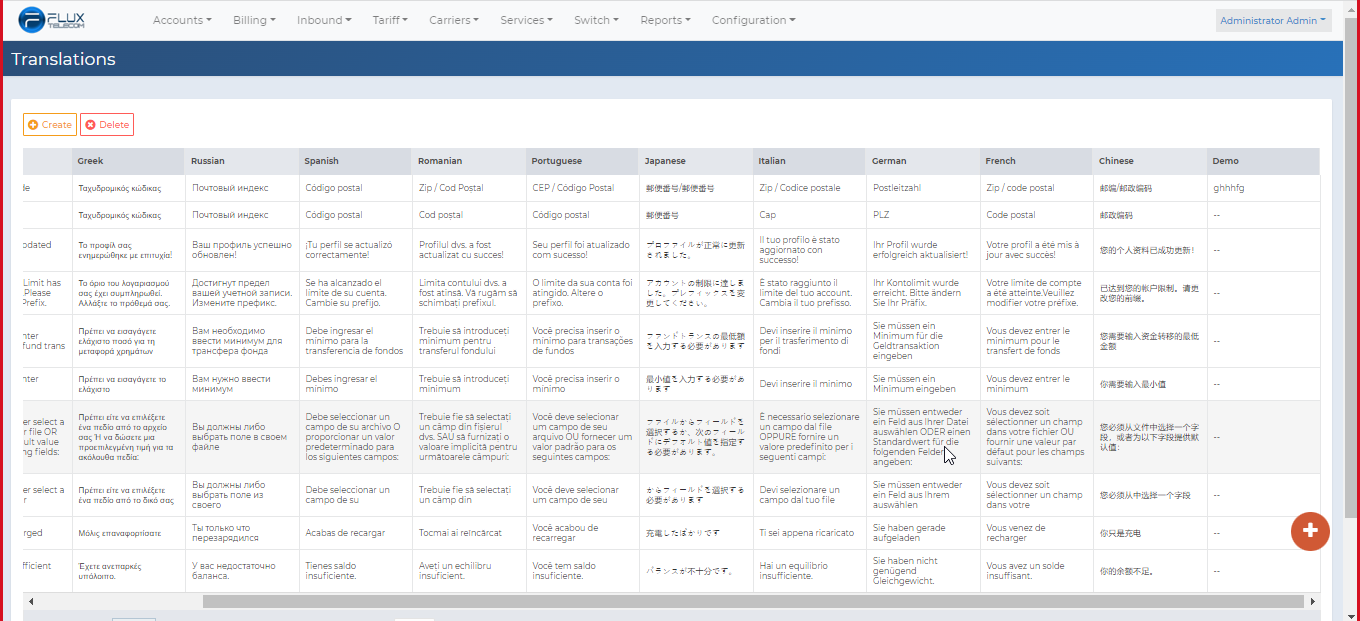 FLUX TELECOM
Accounts Billing Inbound Tariff Carriers Services Switch Reports Configuration Administrator Admin
Translations
Create Delete
Greek Russian Spanish Romanian Portuguese Japanese Italian German French Chinese Demo
de Ταχυδρομικός κώδικας Почтовый индекс Código postal Zip / Cod Poștal CEP / Código Postal 郵便番号/郵便番号 Zip / Codice postale Postleitzahl Zip / code postal 邮编/邮政编码 ghhhfg
Ταχυδρομικός κώδικας Почтовый индекс Código postal Cod poștal Código postal 郵便番号 Cap PLZ Code postal 邮政编码 --
pdated
Το προφίλ σας
ενημερώθηκε με επιτυχία!
Ваш профиль успешно
обновлен!
¡Tu perfil se actualizó
correctamente!
Profilul dvs. a fost
actualizat cu succes!
Seu perfil foi atualizado
com sucesso!
プロファイルが正常に更新
されました。
Il tuo profilo è stato
aggiornato con
successo!
Ihr Profil wurde
erfolgreich aktualisiert!
Votre profil a été mis à
jour avec succès!
您的个人资料已成功更新！
--
Limit has
Please
Prefix.
Το όριο του λογαριασμού
σας έχει συμπληρωθεί.
Αλλάξτε το πρόθεμά σας.
Достигнут предел
вашей учетной записи.
Измените префикс.
Se ha alcanzado el
límite de su cuenta.
Cambie su prefijo.
Limita contului dvs. a
fost atinsă. Vă rugăm să
schimbați prefixul.
O limite da sua conta foi
atingido. Altere o
prefixo.
アカウントの制限に達しま
した。プレフィックスを変
更してください。
È stato raggiunto il
limite del tuo account.
Cambia il tuo prefisso.
Ihr Kontolimit wurde
erreicht. Bitte ändern
Sie Ihr Präfix.
Votre limite de compte
a été atteinte.Veuillez
modifier votre préfixe.
已达到您的帐户限制。请更
改您的前缀。
--
nter
fund trans
Πρέπει να εισαγάγετε
ελάχιστο ποσό για τη
μεταφορά χρημάτων
Вам необходимо
ввести минимум для
трансфера фонда
Debe ingresar el
mínimo para la
transferencia de fondos
Trebuie să introduceți
minimum pentru
transferul fondului
Você precisa inserir o
mínimo para transações
de fundos
ファンドトランスの最低額
を入力する必要があります
Devi inserire il minimo
per il trasferimento di
fondi
Sie müssen ein
Minimum für die
Geldtransaktion
eingeben
Vous devez entrer le
minimum pour le
transfert de fonds
您需要输入资金转移的最低
金额
--
nter
Πρέπει να εισαγάγετε το
ελάχιστο
Вам нужно ввести
минимум
Debes ingresar el
mínimo
Trebuie să introduceți
minimum
Você precisa inserir o
mínimo
最小値を入力する必要があ
ります
Devi inserire il minimo
Sie müssen ein
Minimum eingeben
Vous devez entrer le
minimum
你需要输入最小值
--
er select a
r file OR
ult value
ng fields:
Πρέπει είτε να επιλέξετε
ένα πεδίο από το αρχείο
σας Ή να δώσετε μια
προεπιλεγμένη τιμή για τα
ακόλουθα πεδία:
Вы должны либо
выбрать поле в своем
файле
Debe seleccionar un
campo de su archivo O
proporcionar un valor
predeterminado para
los siguientes campos:
Trebuie fie să selectați
un câmp din fișierul
dvs. SAU să furnizați o
valoare implicită pentru
următoarele câmpuri:
Você deve selecionar
um campo de seu
arquivo OU fornecer um
valor padrão para os
seguintes campos:
ファイルからフィールドを
選択するか、次のフィール
ドにデフォルト値を指定す
る必要があります。
È necessario selezionare
un campo dal file
OPPURE fornire un
valore predefinito per i
seguenti campi:
Sie müssen entweder
ein Feld aus Ihrer Datei
auswählen ODER einen
Standardwert für die
folgenden Felder
angeben:
Vous devez soit
sélectionner un champ
dans votre fichier OU
fournir une valeur par
défaut pour les champs
suivants:
您必须从文件中选择一个字
段，或者为以下字段提供默
认值：
--
er select a
r
Πρέπει είτε να επιλέξετε
ένα πεδίο από το δικό σας
Вы должны либо
выбрать поле из
своего
Debe seleccionar un
campo de su
Trebuie fie să selectați
un câmp din
Você deve selecionar
um campo de seu
からフィールドを選択する
必要があります
Devi selezionare un
campo dal tuo file
Sie müssen entweder
ein Feld aus Ihrem
auswählen
Vous devez soit
sélectionner un champ
dans votre
您必须从中选择一个字段
--
rged
Μόλις επαναφορτίσατε
Ты только что
перезарядился
Acabas de recargar
Tocmai ai reîncărcat
Você acabou de
recarregar
充電したばかりです
Ti sei appena ricaricato
Sie haben gerade
aufgeladen
Vous venez de
recharger
你只是充电
--
fficient
Έχετε ανεπαρκές
υπόλοιπο.
У вас недостаточно
баланса.
Tienes saldo
insuficiente.
Aveți un echilibru
insuficient.
Você tem saldo
insuficiente.
バランスが不十分です。
Hai un equilibrio
insufficiente.
Sie haben nicht
genügend
Gleichgewicht.
Vous avez un solde
insuffisant.
你的余额不足。
--